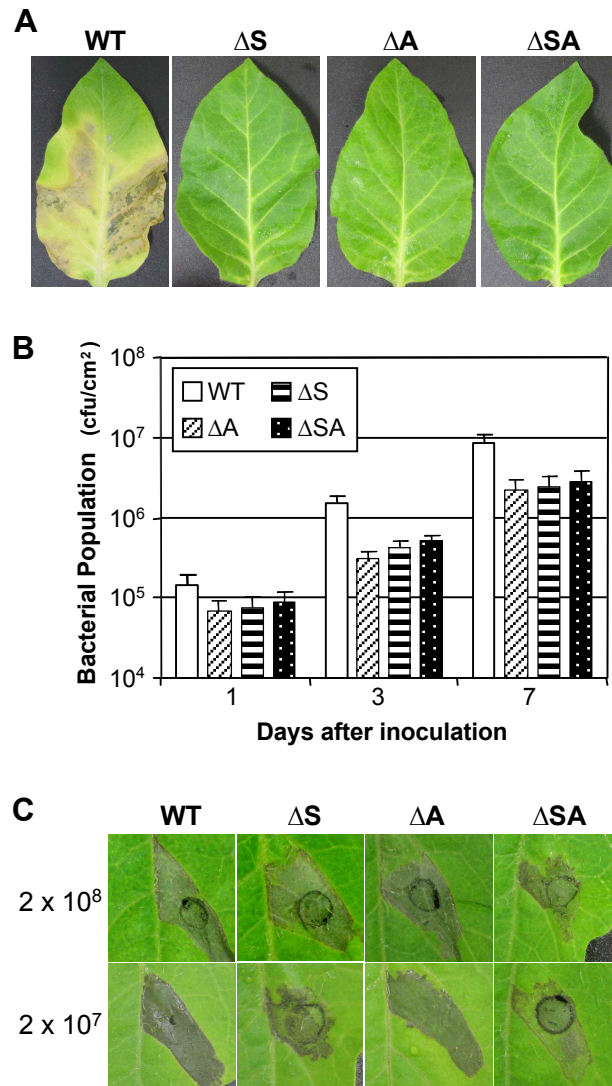 A
WT ΔS ΔA ΔSA
B
Bacterial Population (cfu/cm²)
10⁸
10⁷
10⁶
10⁵
10⁴
WT ΔS
ΔA ΔSA
1 3 7
Days after inoculation
C
WT ΔS ΔA ΔSA
2 x 10⁸
2 x 10⁷